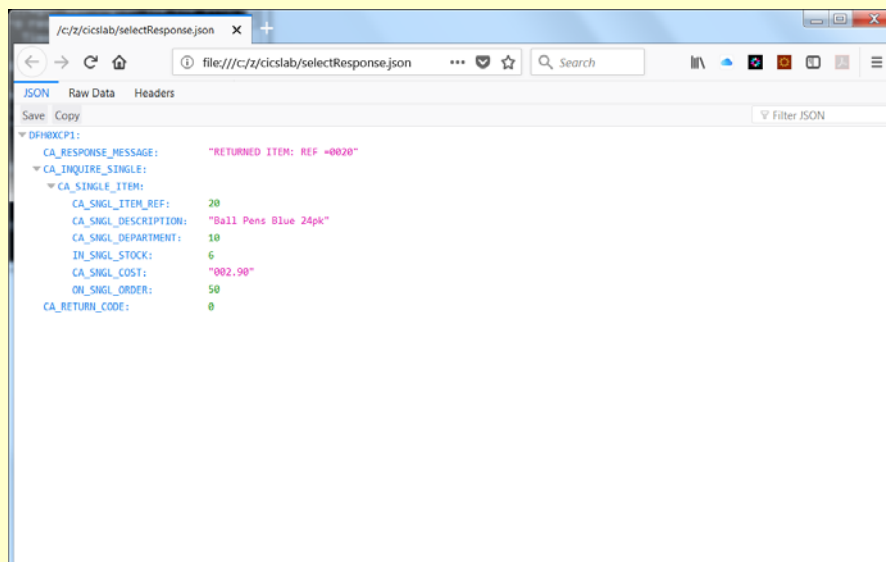 /c:/z/cicslab/selectResponse.json
file:///c:/z/cicslab/selectResponse.json
Search
JSON Raw Data Headers
Save Copy
Filter JSON
DFH0XCP1:
CA_RESPONSE_MESSAGE: "RETURNED ITEM: REF =0020"
CA_INQUIRE_SINGLE:
CA_SINGLE_ITEM:
CA_SNGL_ITEM_REF: 20
CA_SNGL_DESCRIPTION: "Ball Pens Blue 24pk"
CA_SNGL_DEPARTMENT: 10
IN_SNGL_STOCK: 6
CA_SNGL_COST: "002.90"
ON_SNGL_ORDER: 50
CA_RETURN_CODE: 0